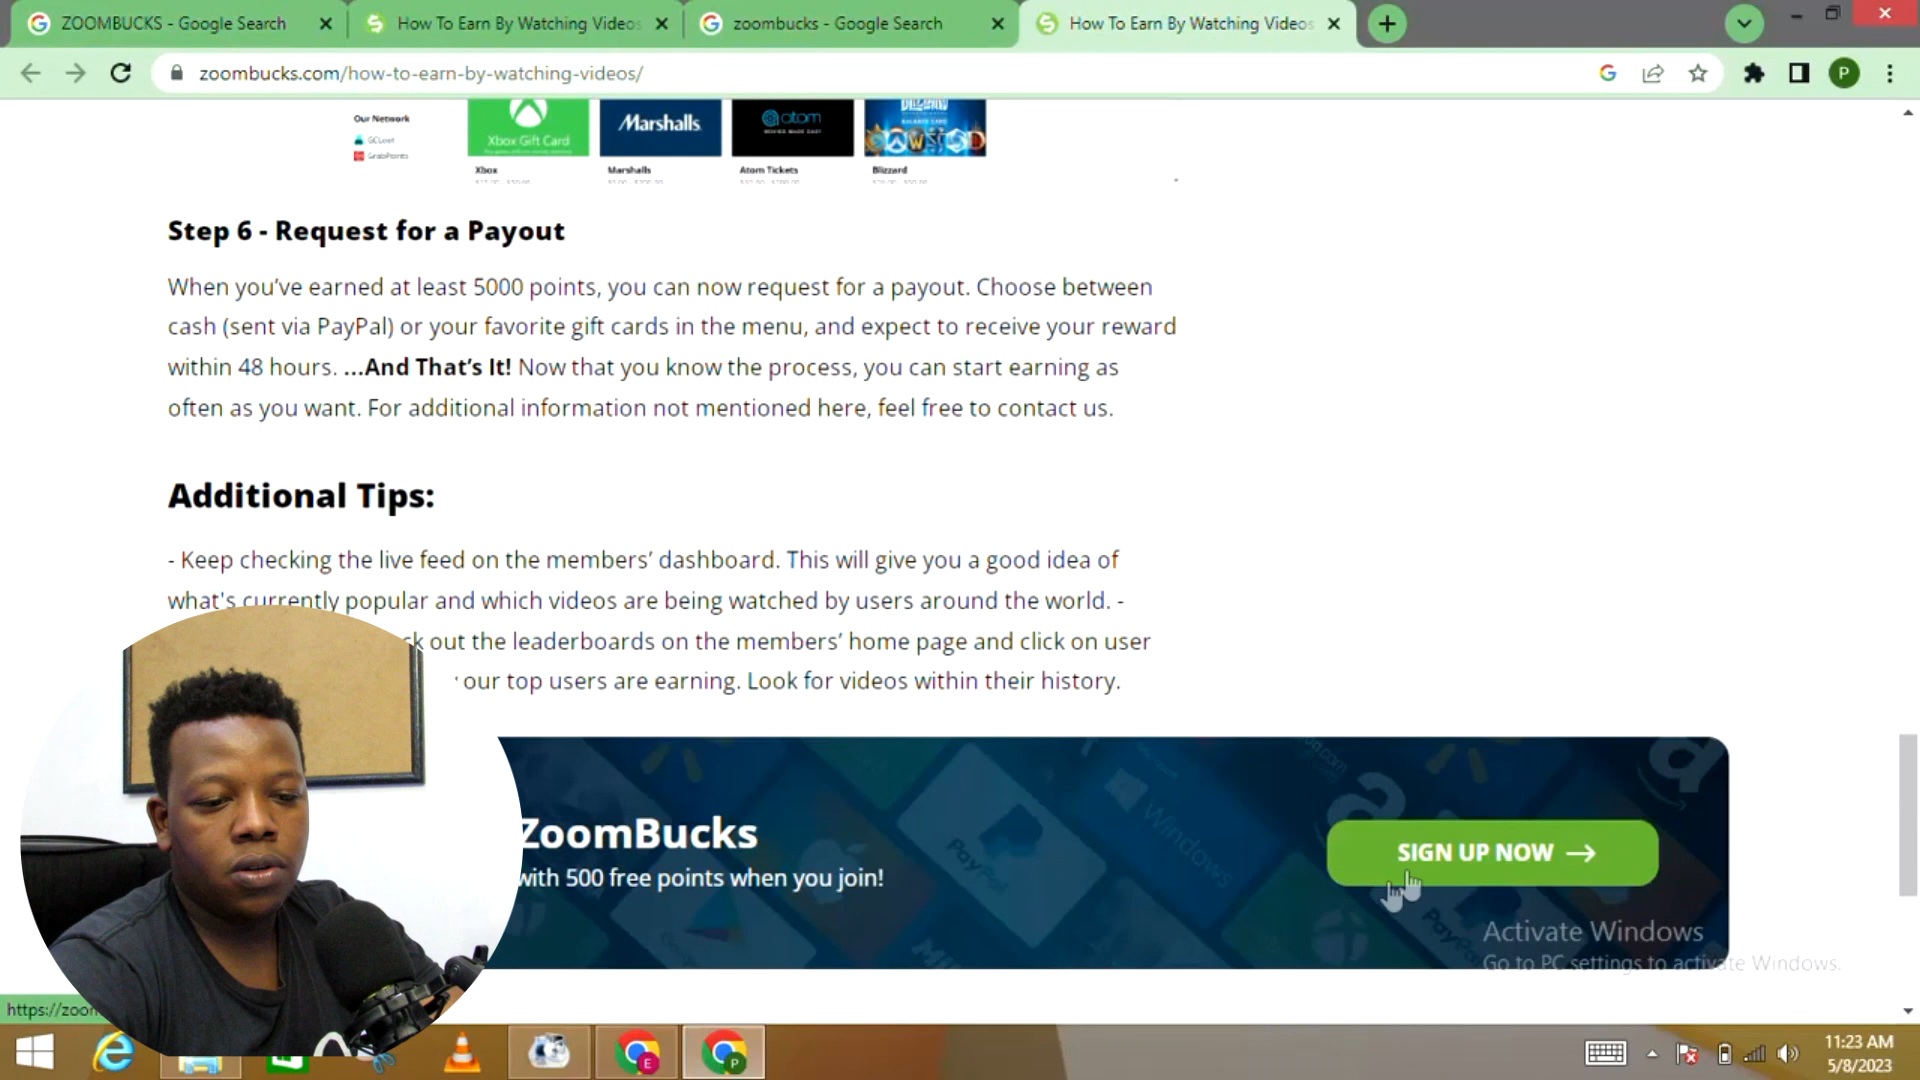 ZOOMBUCKS - Google Search
How To Earn By Watching Videos
zoombucks - Google Search
How To Earn By Watching Videos
zoombucks.com/how-to-earn-by-watching-videos/
P
Our Network
GCLoot
GrabPoints
Xbox Gift Card
Marshalls
atom
BLIZZARD
Xbox
Marshalls
Atom Tickets
Blizzard
Step 6 - Request for a Payout
When you've earned at least 5000 points, you can now request for a payout. Choose between
cash (sent via PayPal) or your favorite gift cards in the menu, and expect to receive your reward
within 48 hours. ...And That's It! Now that you know the process, you can start earning as
often as you want. For additional information not mentioned here, feel free to contact us.
Additional Tips:
- Keep checking the live feed on the members' dashboard. This will give you a good idea of
what's currently popular and which videos are being watched by users around the world. -
out the leaderboards on the members' home page and click on user
our top users are earning. Look for videos within their history.
ZoomBucks
with 500 free points when you join!
PayPal
Windows
SIGN UP NOW
Activate Windows
Go to PC settings to activate Windows.
https://zoom
E
P
11:23 AM
5/8/2023